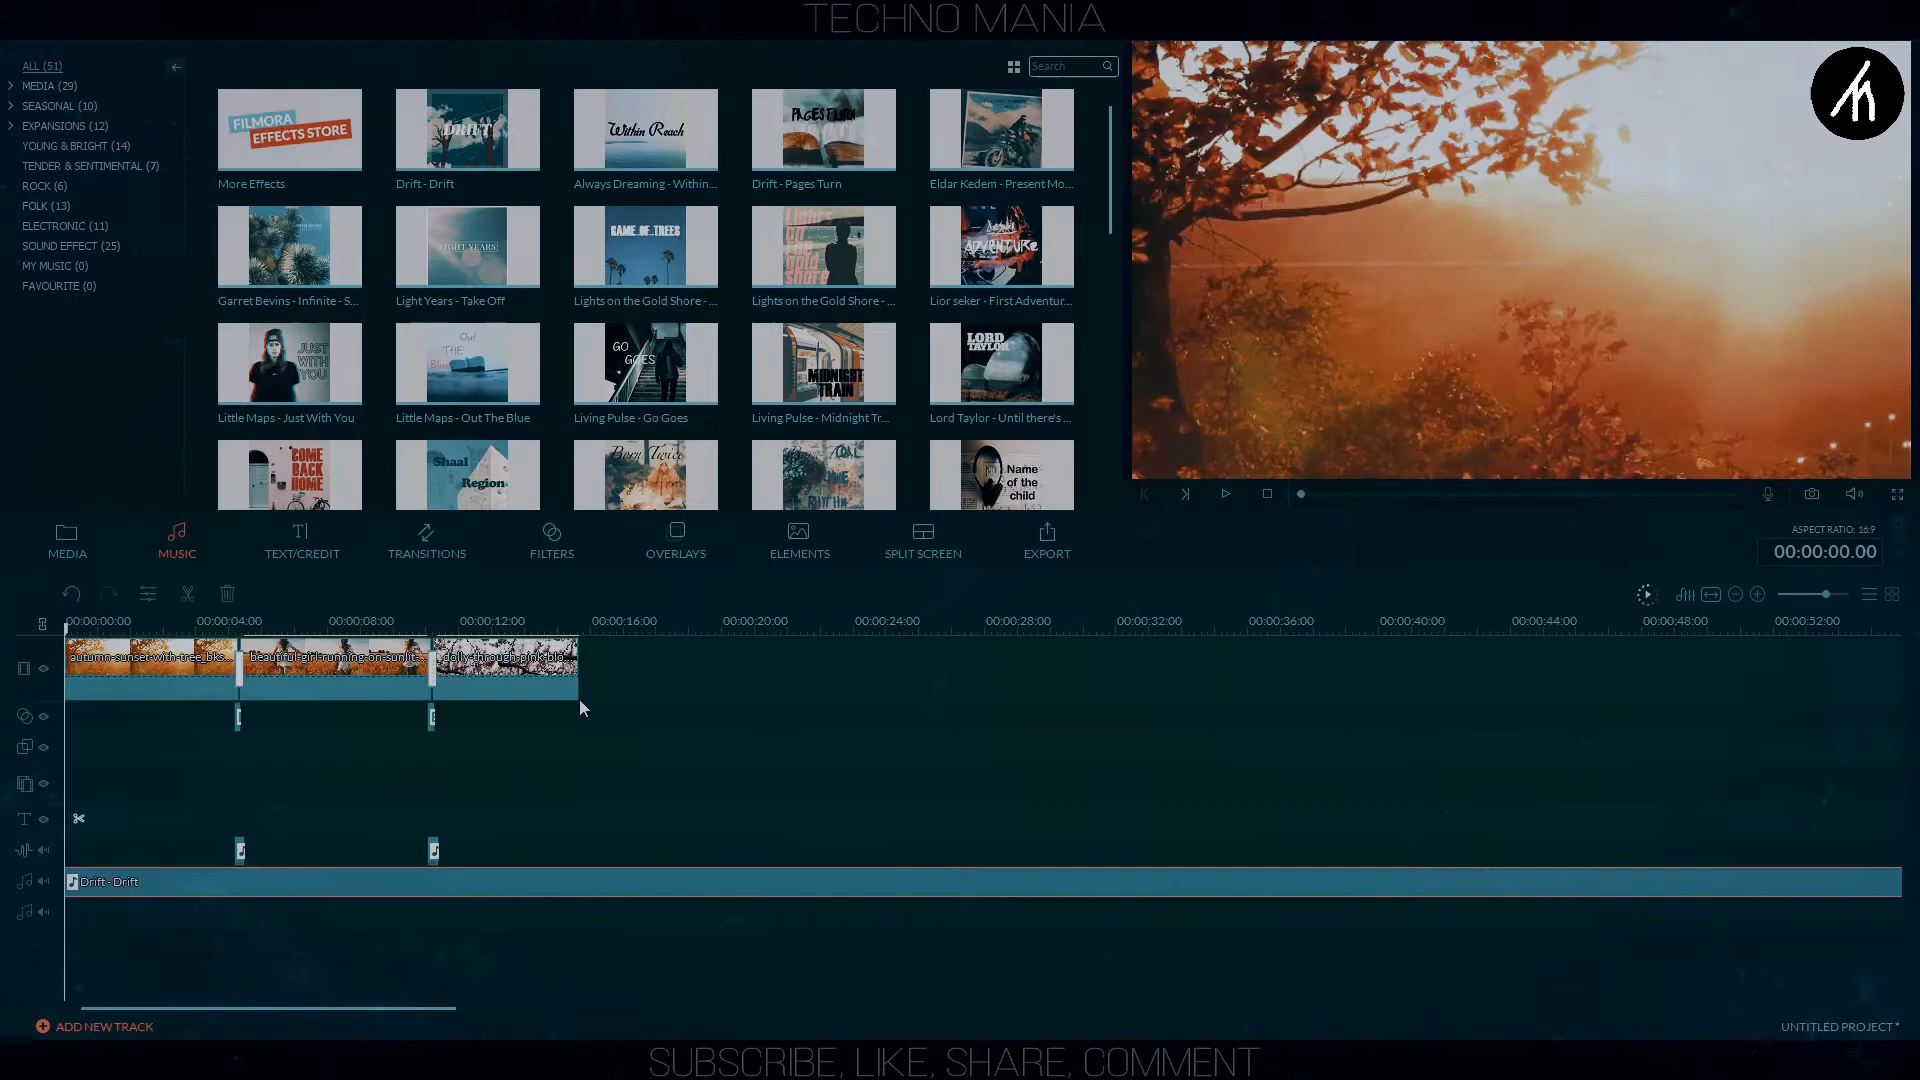 TECHNO MANIA
ALL (51)
MEDIA (29)
SEASONAL (10)
EXPANSIONS (12)
YOUNG & BRIGHT (14)
TENDER & SENTIMENTAL (7)
ROCK (6)
FOLK (13)
ELECTRONIC (11)
SOUND EFFECT (25)
MY MUSIC (0)
FAVOURITE (0)
Search
FILMORA
EFFECTS STORE
DRIFT
Within Reach
PAGES TURN
More Effects
Drift - Drift
Always Dreaming - Within...
Drift - Pages Turn
Eldar Kedem - Present Mo...
LIGHT YEARS
GAME OF TREES
LIGHTS ON THE GOLD SHORE
ADVENTURE
Garret Bevins - Infinite - S...
Light Years - Take Off
Lights on the Gold Shore - ...
Lights on the Gold Shore - ...
Lior seker - First Adventur...
JUST WITH YOU
Out THE Blue
GO GOES
MIDNIGHT TRAIN
LORD TAYLOR
Little Maps - Just With You
Little Maps - Out The Blue
Living Pulse - Go Goes
Living Pulse - Midnight Tr...
Lord Taylor - Until there's ...
COME BACK HOME
Shaal Region
Born Twice
Name of the child
MEDIA
MUSIC
TEXT/CREDIT
TRANSITIONS
FILTERS
OVERLAYS
ELEMENTS
SPLIT SCREEN
EXPORT
ASPECT RATIO: 16:9
00:00:00.00
00:00:00:00
00:00:04:00
00:00:08:00
00:00:12:00
00:00:16:00
00:00:20:00
00:00:24:00
00:00:28:00
00:00:32:00
00:00:36:00
00:00:40:00
00:00:44:00
00:00:48:00
00:00:52:00
autumn-sunset-with-tree_bks...
beautiful-girl-running-on-sunlit-...
dolly-through-pink-blo...
Drift - Drift
ADD NEW TRACK
UNTITLED PROJECT *
SUBSCRIBE, LIKE, SHARE, COMMENT